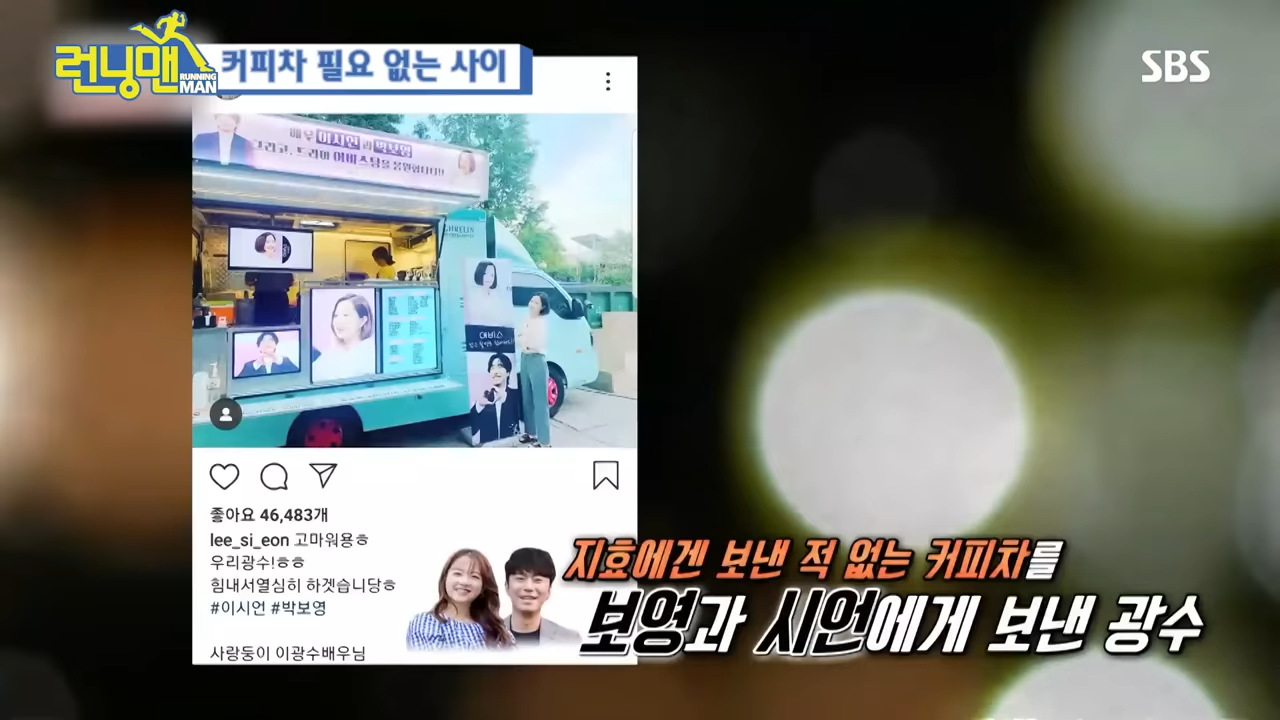 런닝맨
RUNNING
MAN
커피차 필요 없는 사이
SBS
배우 이시언 과 박보영
그리고, 드라마 어비스팀을 응원합니다!!
어비스
좋아요 46,483개
lee_si_eon 고마워용ㅎ
우리광수!ㅎㅎ
힘내서열심히 하깃습니당ㅎ
#이시언 #박보영
사랑둥이 이광수배우님
지효에겐 보낸 적 없는 커피차를
보영과 시언에게 보낸 광수